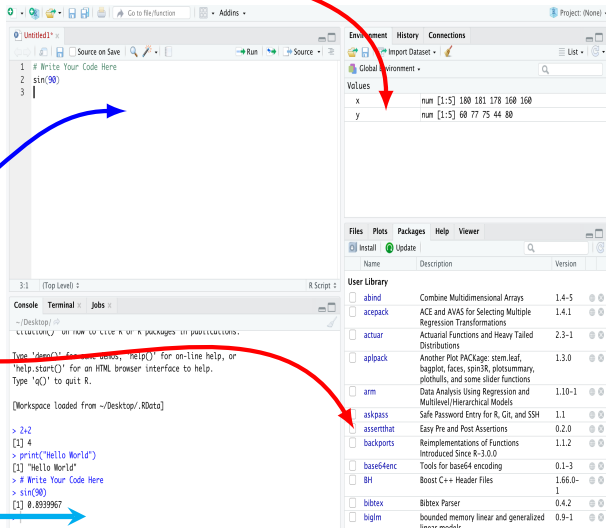 Go to file/function
Addins
Project: (None)
Untitled1* ×
Source on Save
Run
Source
1 # Write Your Code Here
2 sin(90)
3
3:1 (Top Level)
R Script
Console Terminal × Jobs ×
~/Desktop/
citation()' on how to cite R or R packages in publications.
Type 'demo()' for some demos, 'help()' for on-line help, or
'help.start()' for an HTML browser interface to help.
Type 'q()' to quit R.
[Workspace loaded from ~/Desktop/.RData]
> 2+2
[1] 4
> print("Hello World")
[1] "Hello World"
> # Write Your Code Here
> sin(90)
[1] 0.8939967
Environment History Connections
Import Dataset
List
Global Environment
Values
x num [1:5] 180 181 178 160 160
y num [1:5] 60 77 75 44 80
Files Plots Packages Help Viewer
Install Update
Name Description Version
User Library
abind Combine Multidimensional Arrays 1.4-5
acepack ACE and AVAS for Selecting Multiple 1.4.1
Regression Transformations
actuar Actuarial Functions and Heavy Tailed 2.3-1
Distributions
aplpack Another Plot PACKage: stem.leaf, 1.3.0
bagplot, faces, spin3R, plotsummary,
plothulls, and some slider functions
arm Data Analysis Using Regression and 1.10-1
Multilevel/Hierarchical Models
askpass Safe Password Entry for R, Git, and SSH 1.1
assertthat Easy Pre and Post Assertions 0.2.0
backports Reimplementations of Functions 1.1.2
Introduced Since R-3.0.0
base64enc Tools for base64 encoding 0.1-3
BH Boost C++ Header Files 1.66.0-
1
bibtex Bibtex Parser 0.4.2
biglm bounded memory linear and generalized 0.9-1
linear models